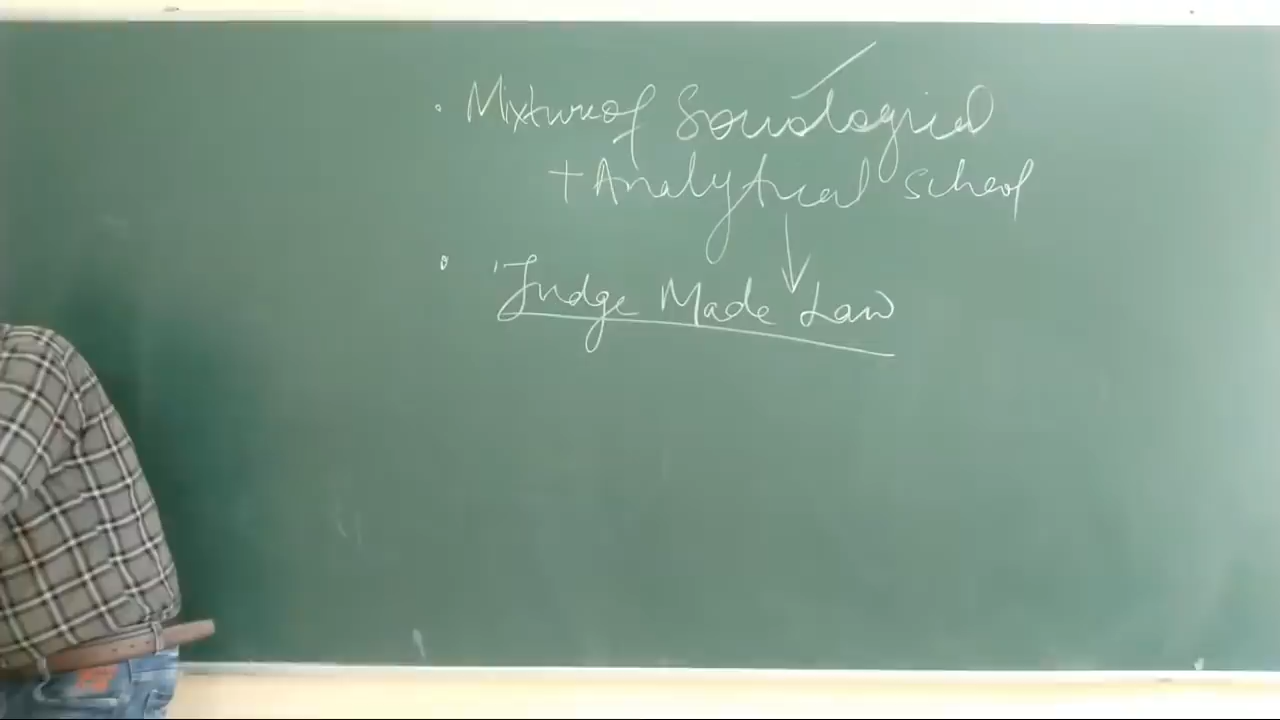 · Mixture of Sociological
+ Analytical School
· 'Judge Made Law